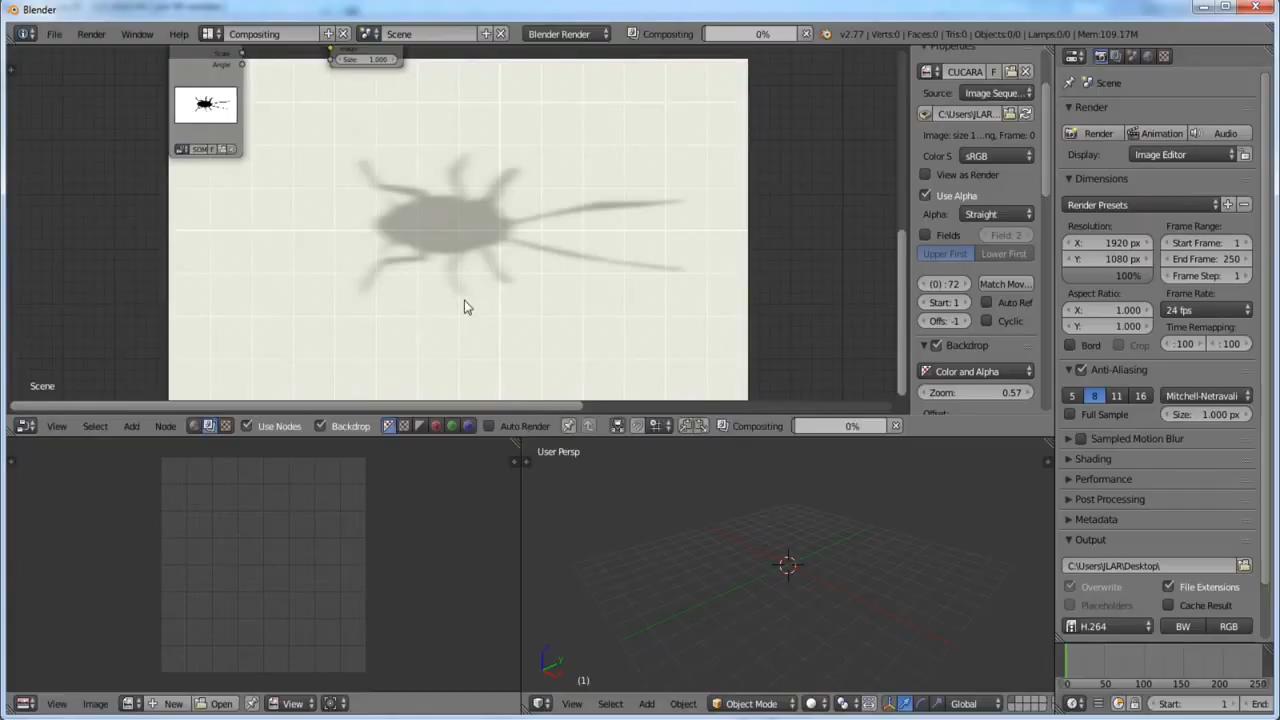 Blender
File Render Window Help Compositing Scene Blender Render Compositing 0% v2.77 | Verts:0 | Faces:0 | Tris:0 | Objects:0/0 | Lamps:0/0 | Mem:109.17M
Scale
Angle
Size: 1.000
SOM F
Scene
Properties
CUCARA F
Source: Image Seque...
C:\Users\JLAR...
Image: size 1...ng, Frame: 0
Color S sRGB
View as Render
Use Alpha
Alpha: Straight
Fields Field: 2
Upper First Lower First
(0) : 72 Match Mov...
Start: 1 Auto Ref
Offs: -1 Cyclic
Backdrop
Color and Alpha
Zoom: 0.57
Offset:
Scene
Render
Render Animation Audio
Display: Image Editor
Dimensions
Render Presets
Resolution: Frame Range:
X: 1920 px Start Frame: 1
Y: 1080 px End Frame: 250
100% Frame Step: 1
Aspect Ratio: Frame Rate:
X: 1.000 24 fps
Y: 1.000 Time Remapping:
Bord Crop :100 :100
Anti-Aliasing
5 8 11 16 Mitchell-Netravali
Full Sample Size: 1.000 px
Sampled Motion Blur
Shading
Performance
Post Processing
Metadata
Output
C:\Users\JLAR\Desktop\
Overwrite File Extensions
Placeholders Cache Result
H.264 BW RGB
View Select Add Node Use Nodes Backdrop Auto Render Compositing 0%
User Persp
(1)
0 50 100 150 200 250
View Image New Open View
View Select Add Object Object Mode Global
Start: 1 End: